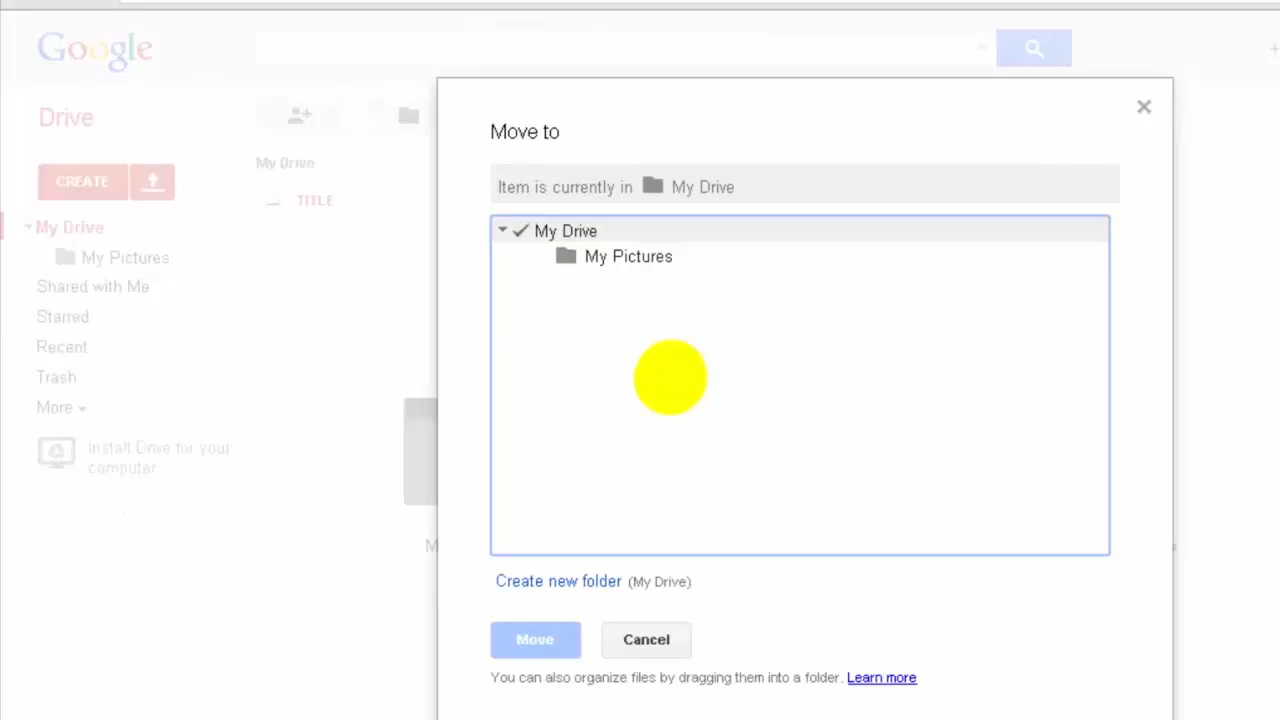 Google
Drive
CREATE
My Drive
My Pictures
Shared with Me
Starred
Recent
Trash
More
Install Drive for your
computer
My Drive
TITLE
M
Move to
Item is currently in My Drive
My Drive
My Pictures
Create new folder (My Drive)
Move Cancel
You can also organize files by dragging them into a folder. Learn more